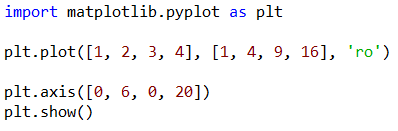 import matplotlib.pyplot as plt
plt.plot([1, 2, 3, 4], [1, 4, 9, 16], 'ro')
plt.axis([0, 6, 0, 20])
plt.show()